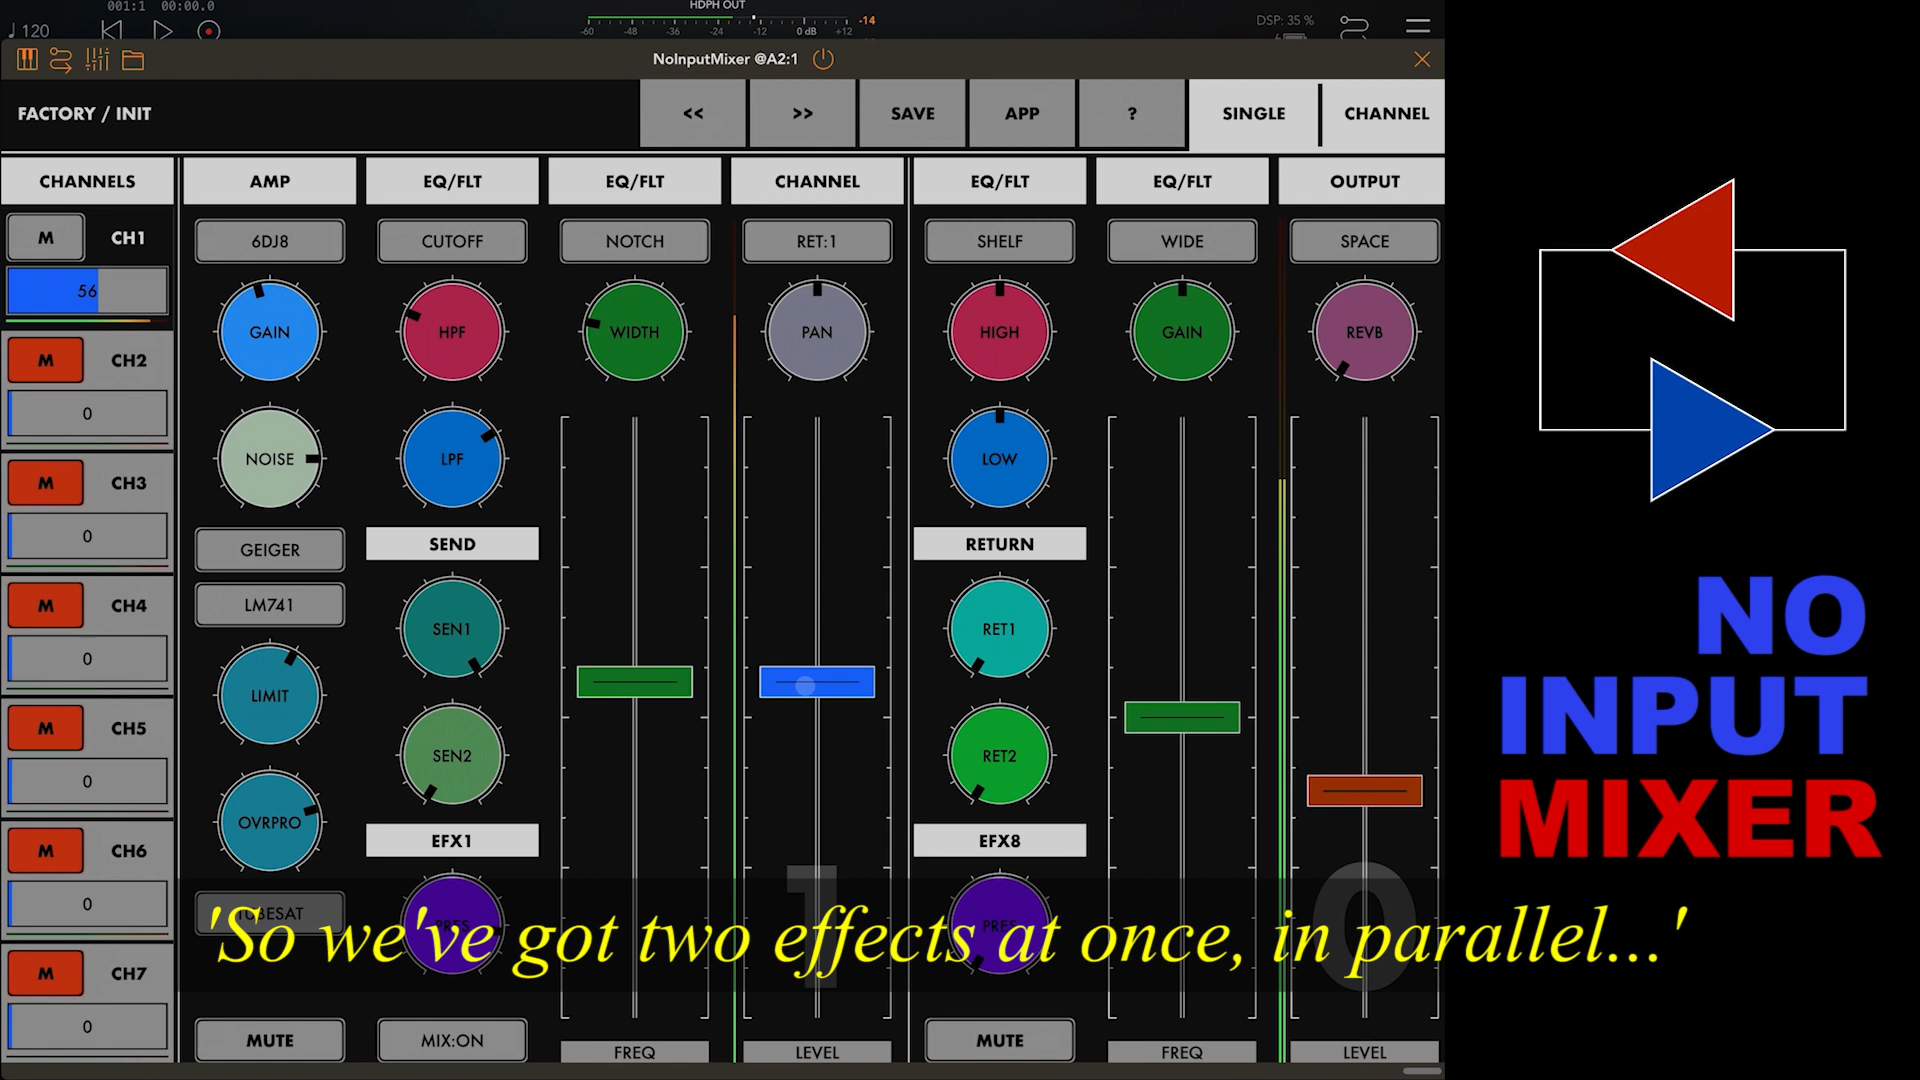 HDPH OUT
001:1 00:00.0
♩120
-60 -48 -36 -24 -12 0 dB +12
-14
DSP: 35 %
NoInputMixer @A2:1
FACTORY / INIT
<< >> SAVE APP ? SINGLE CHANNEL
CHANNELS AMP EQ/FLT EQ/FLT CHANNEL EQ/FLT EQ/FLT OUTPUT
M CH1 6DJ8 CUTOFF NOTCH RET:1 SHELF WIDE SPACE
56
GAIN HPF WIDTH PAN HIGH GAIN REVB
M CH2
0
NOISE LPF LOW
M CH3
0
GEIGER SEND RETURN
M CH4 LM741
0
SEN1 RET1
LIMIT
M CH5
0
SEN2 RET2
OVRPRO
EFX1 EFX8
M CH6
0
TUBESAT PRES PRES
1 0
'So we've got two effects at once, in parallel...'
M CH7
0
MUTE MIX:ON MUTE
FREQ LEVEL FREQ LEVEL
NO
INPUT
MIXER